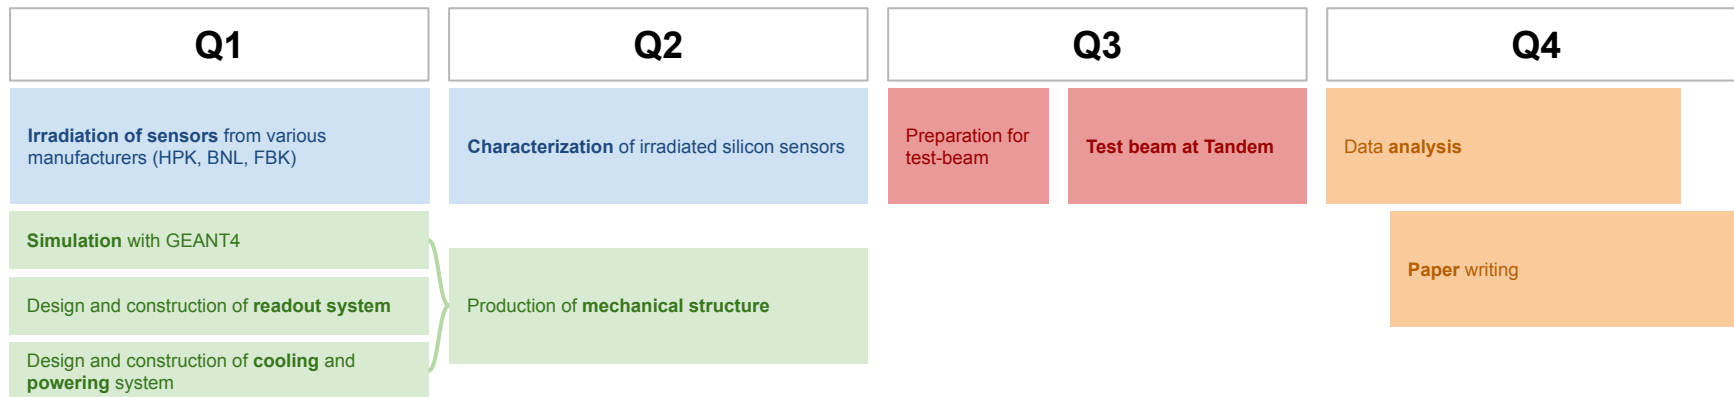 Q1
Q2
Q3
Q4
Irradiation of sensors from various
manufacturers (HPK, BNL, FBK)
Characterization of irradiated silicon sensors
Preparation for
test-beam
Test beam at Tandem
Data analysis
Simulation with GEANT4
Design and construction of readout system
Design and construction of cooling and
powering system
Production of mechanical structure
Paper writing